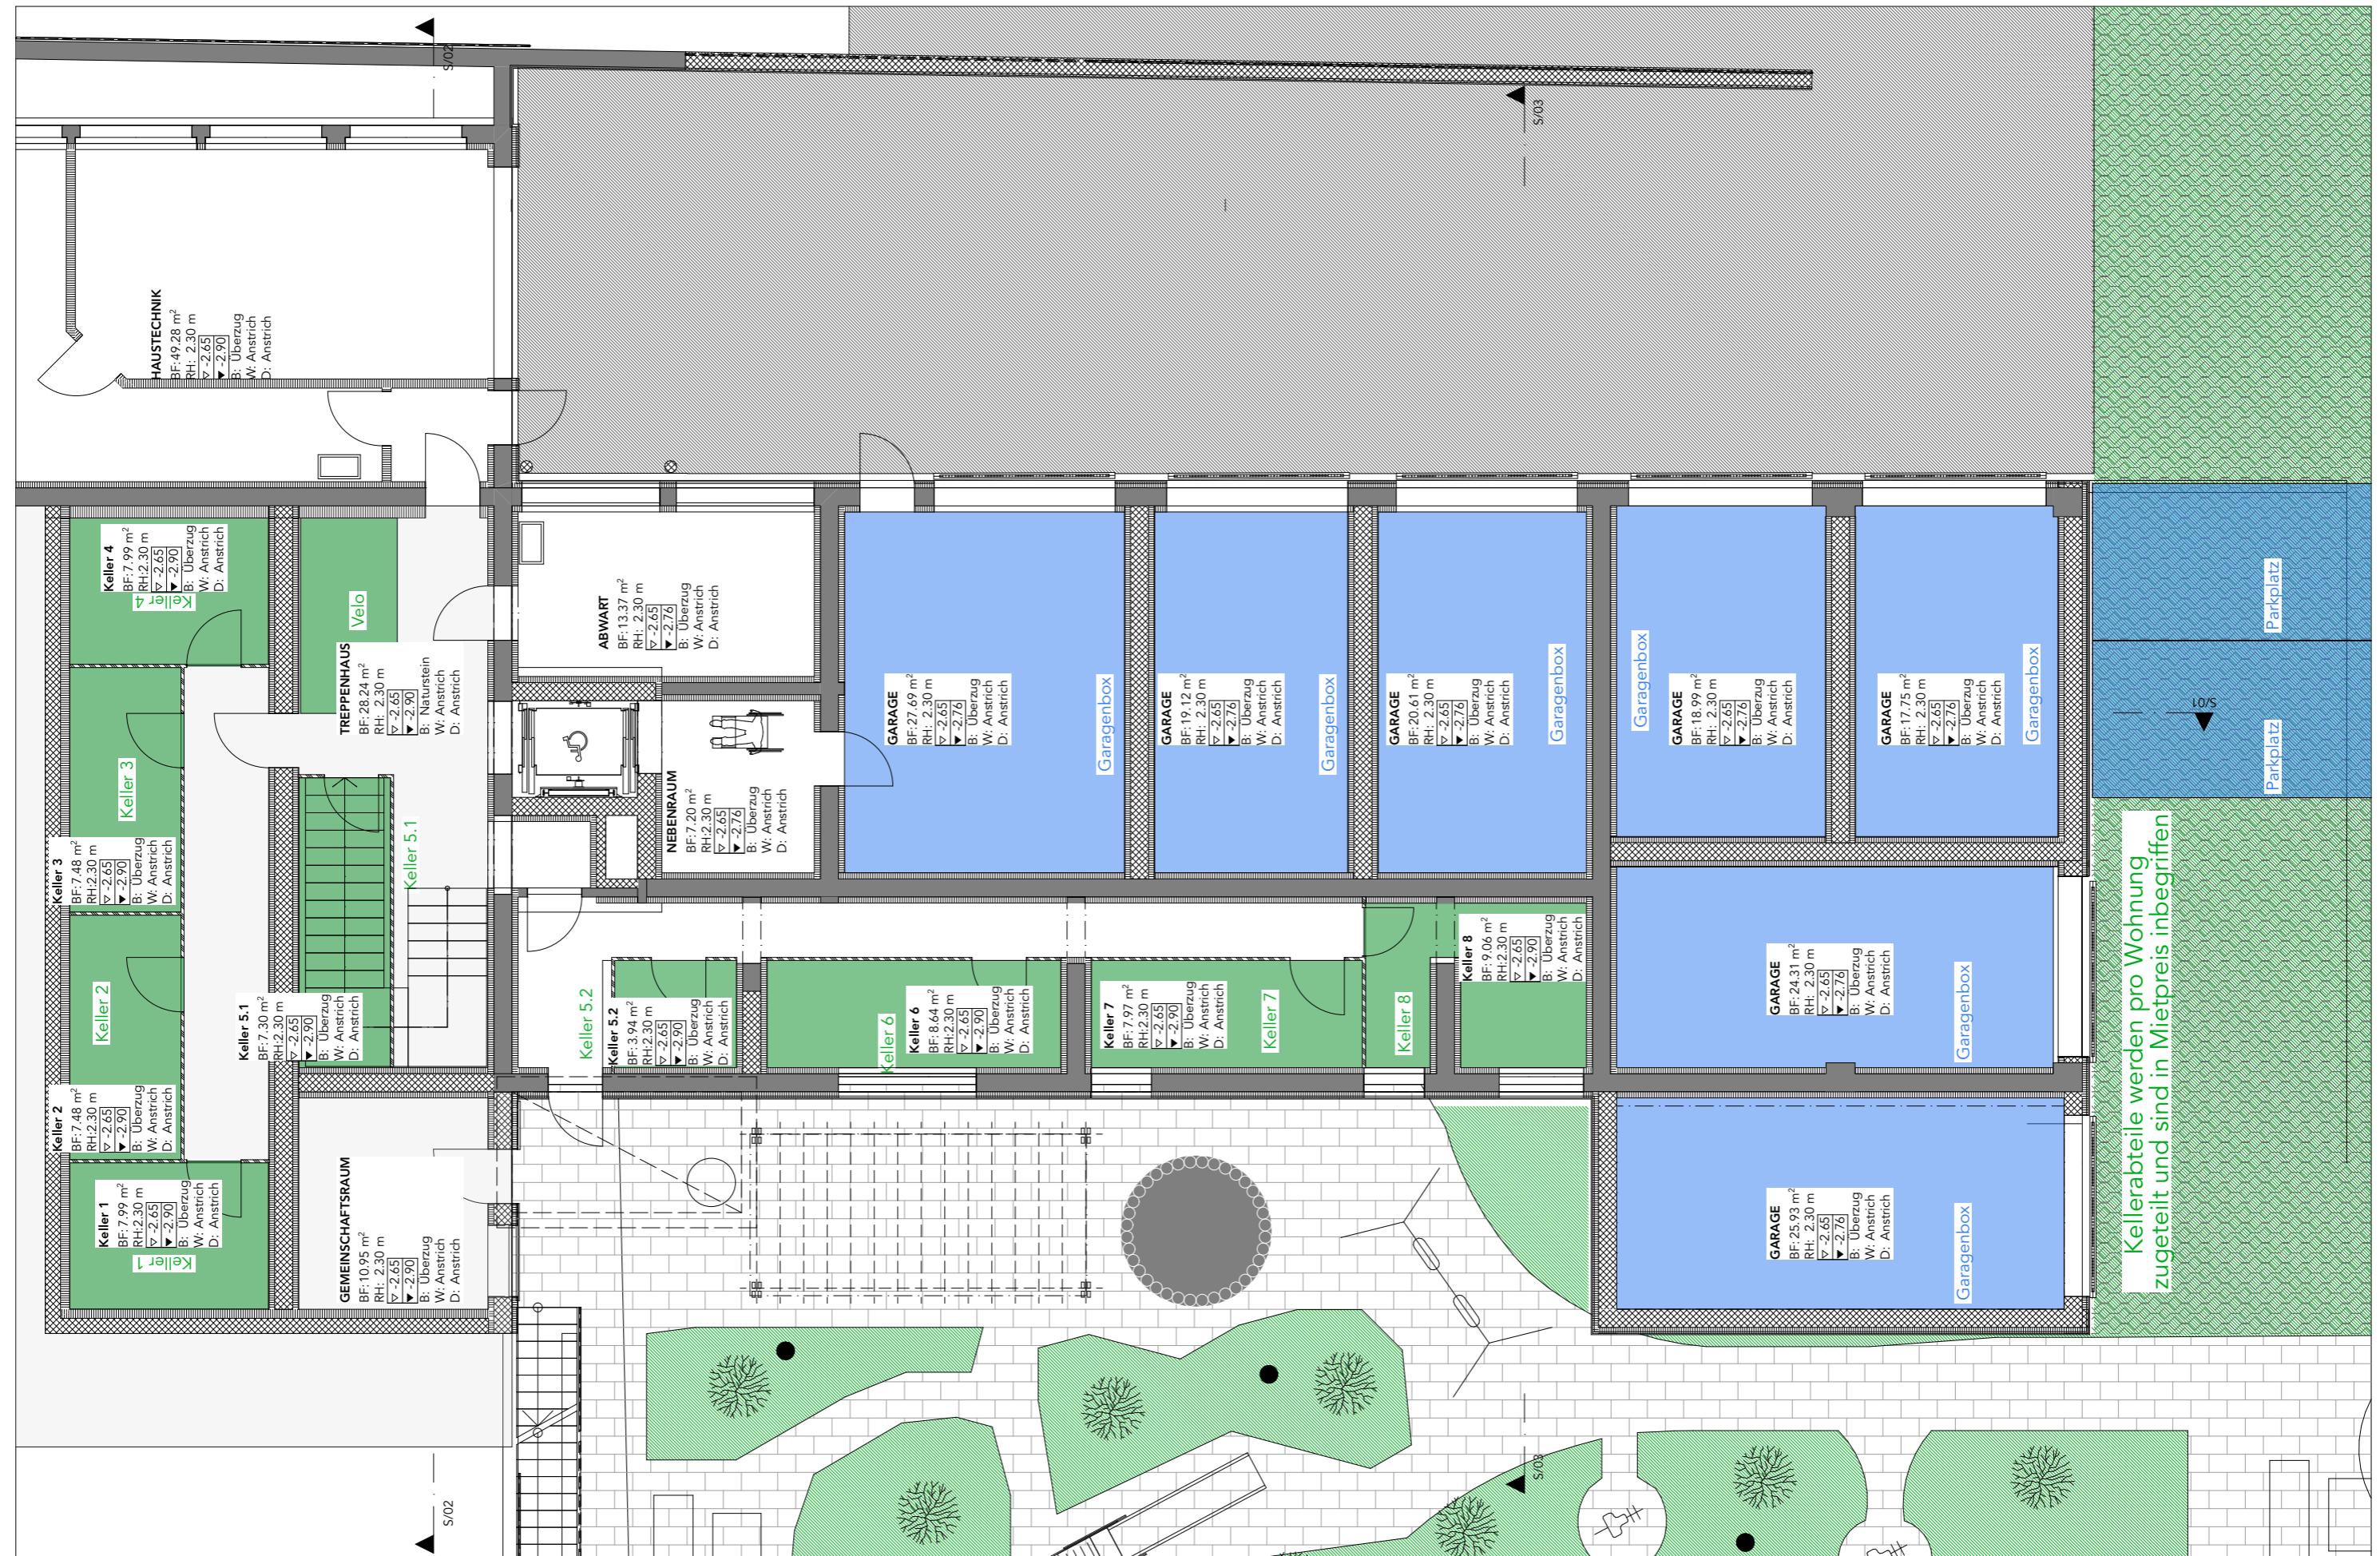 S/02
S/03
HAUSTECHNIK
BF:49.28 m²
RH: 2.30 m
▽ -2.65
▼ -2.90
B: Überzug
W: Anstrich
D: Anstrich
Keller 4
BF:7.99 m²
RH:2.30 m
▽ -2.65
▼ -2.90
B: Überzug
W: Anstrich
D: Anstrich
Keller 4
Velo
TREPPENHAUS
BF:28.24 m²
RH: 2.30 m
▽ -2.65
▼ -2.90
B: Naturstein
W: Anstrich
D: Anstrich
ABWART
BF:13.37 m²
RH: 2.30 m
▽ -2.65
▼ -2.76
B: Überzug
W: Anstrich
D: Anstrich
NEBENRAUM
BF:7.20 m²
RH:2.30 m
▽ -2.65
▼ -2.76
B: Überzug
W: Anstrich
D: Anstrich
GARAGE
BF:27.69 m²
RH: 2.30 m
▽ -2.65
▼ -2.76
B: Überzug
W: Anstrich
D: Anstrich
Garagenbox
GARAGE
BF:19.12 m²
RH: 2.30 m
▽ -2.65
▼ -2.76
B: Überzug
W: Anstrich
D: Anstrich
Garagenbox
GARAGE
BF:20.61 m²
RH: 2.30 m
▽ -2.65
▼ -2.76
B: Überzug
W: Anstrich
D: Anstrich
Garagenbox
Garagenbox
GARAGE
BF:18.99 m²
RH: 2.30 m
▽ -2.65
▼ -2.76
B: Überzug
W: Anstrich
D: Anstrich
GARAGE
BF:17.75 m²
RH: 2.30 m
▽ -2.65
▼ -2.76
B: Überzug
W: Anstrich
D: Anstrich
Garagenbox
Parkplatz
Parkplatz
S/01
Keller 3
Keller 3
BF:7.48 m²
RH:2.30 m
▽ -2.65
▼ -2.90
B: Überzug
W: Anstrich
D: Anstrich
Keller 5.1
Keller 2
Keller 2
BF:7.48 m²
RH:2.30 m
▽ -2.65
▼ -2.90
B: Überzug
W: Anstrich
D: Anstrich
Keller 5.1
BF:7.30 m²
RH:2.30 m
▽ -2.65
▼ -2.90
B: Überzug
W: Anstrich
D: Anstrich
Keller 5.2
Keller 5.2
BF:3.94 m²
RH:2.30 m
▽ -2.65
▼ -2.90
B: Überzug
W: Anstrich
D: Anstrich
Keller 6
Keller 6
BF:8.64 m²
RH:2.30 m
▽ -2.65
▼ -2.90
B: Überzug
W: Anstrich
D: Anstrich
Keller 7
BF:7.97 m²
RH:2.30 m
▽ -2.65
▼ -2.90
B: Überzug
W: Anstrich
D: Anstrich
Keller 7
Keller 8
Keller 8
BF:9.06 m²
RH:2.30 m
▽ -2.65
▼ -2.90
B: Überzug
W: Anstrich
D: Anstrich
GARAGE
BF:24.31 m²
RH: 2.30 m
▽ -2.65
▼ -2.76
B: Überzug
W: Anstrich
D: Anstrich
Garagenbox
Kellerabteile werden pro Wohnung
zugeteilt und sind in Mietpreis inbegriffen
Keller 1
BF:7.99 m²
RH:2.30 m
▽ -2.65
▼ -2.90
B: Überzug
W: Anstrich
D: Anstrich
Keller 1
GEMEINSCHAFTSRAUM
BF:10.95 m²
RH: 2.30 m
▽ -2.65
▼ -2.90
B: Überzug
W: Anstrich
D: Anstrich
GARAGE
BF:25.93 m²
RH: 2.30 m
▽ -2.65
▼ -2.76
B: Überzug
W: Anstrich
D: Anstrich
Garagenbox
S/02
S/03